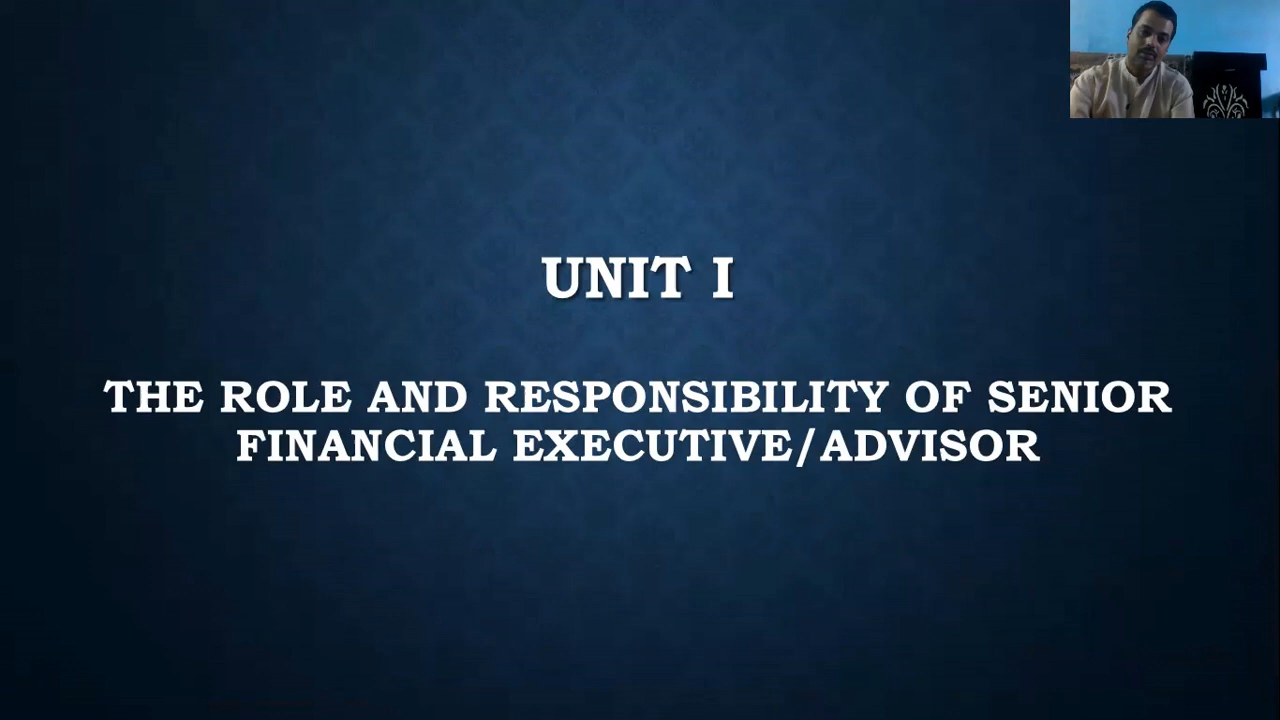 UNIT I
THE ROLE AND RESPONSIBILITY OF SENIOR
FINANCIAL EXECUTIVE/ADVISOR